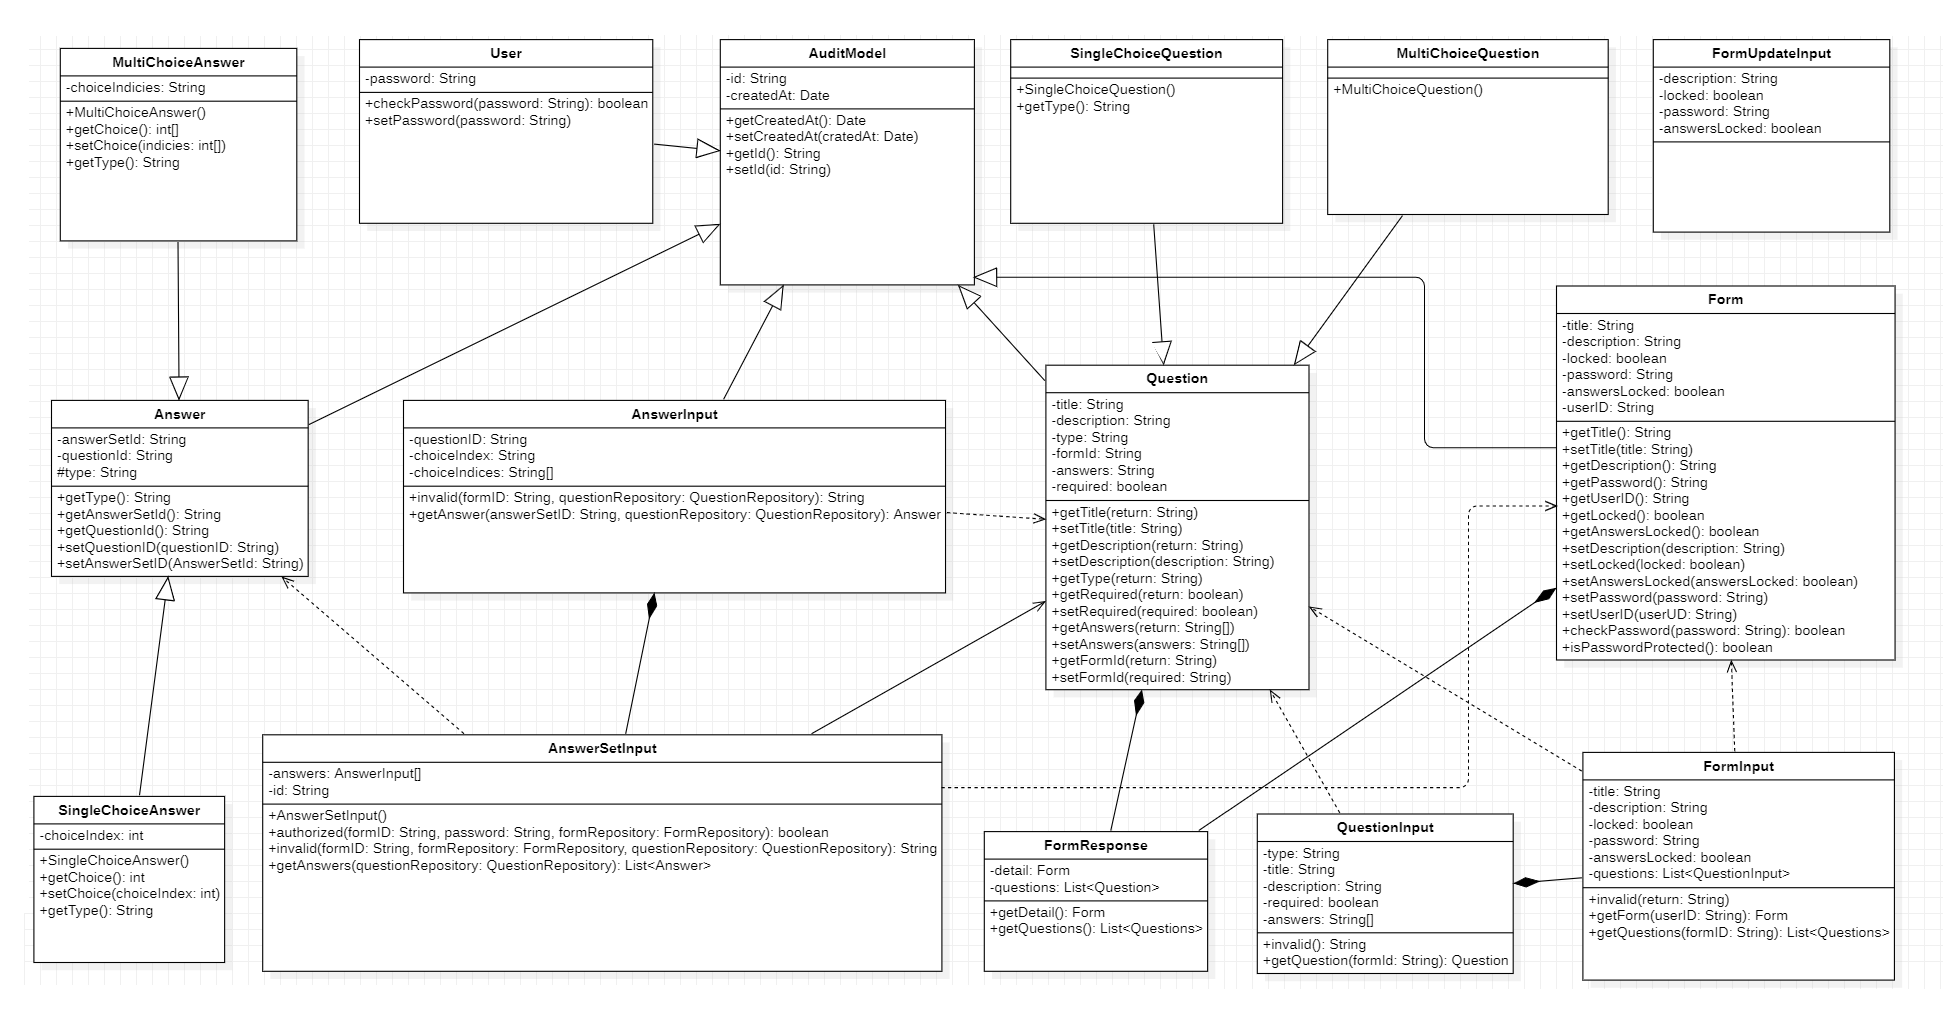 MultiChoiceAnswer
-choiceIndicies: String
+MultiChoiceAnswer()
+getChoice(): int[]
+setChoice(indicies: int[])
+getType(): String
User
-password: String
+checkPassword(password: String): boolean
+setPassword(password: String)
AuditModel
-id: String
-createdAt: Date
+getCreatedAt(): Date
+setCreatedAt(cratedAt: Date)
+getId(): String
+setId(id: String)
SingleChoiceQuestion
+SingleChoiceQuestion()
+getType(): String
MultiChoiceQuestion
+MultiChoiceQuestion()
FormUpdateInput
-description: String
-locked: boolean
-password: String
-answersLocked: boolean
Form
-title: String
-description: String
-locked: boolean
-password: String
-answersLocked: boolean
-userID: String
+getTitle(): String
+setTitle(title: String)
+getDescription(): String
+getPassword(): String
+getUserID(): String
+getLocked(): boolean
+getAnswersLocked(): boolean
+setDescription(description: String)
+setLocked(locked: boolean)
+setAnswersLocked(answersLocked: boolean)
+setPassword(password: String)
+setUserID(userUD: String)
+checkPassword(password: String): boolean
+isPasswordProtected(): boolean
Answer
-answerSetId: String
-questionId: String
#type: String
+getType(): String
+getAnswerSetId(): String
+getQuestionId(): String
+setQuestionID(questionID: String)
+setAnswerSetID(AnswerSetId: String)
AnswerInput
-questionID: String
-choiceIndex: String
-choiceIndices: String[]
+invalid(formID: String, questionRepository: QuestionRepository): String
+getAnswer(answerSetID: String, questionRepository: QuestionRepository): Answer
Question
-title: String
-description: String
-type: String
-formId: String
-answers: String
-required: boolean
+getTitle(return: String)
+setTitle(title: String)
+getDescription(return: String)
+setDescription(description: String)
+getType(return: String)
+getRequired(return: boolean)
+setRequired(required: boolean)
+getAnswers(return: String[])
+setAnswers(answers: String[])
+getFormId(return: String)
+setFormId(required: String)
SingleChoiceAnswer
-choiceIndex: int
+SingleChoiceAnswer()
+getChoice(): int
+setChoice(choiceIndex: int)
+getType(): String
AnswerSetInput
-answers: AnswerInput[]
-id: String
+AnswerSetInput()
+authorized(formID: String, password: String, formRepository: FormRepository): boolean
+invalid(formID: String, formRepository: FormRepository, questionRepository: QuestionRepository): String
+getAnswers(questionRepository: QuestionRepository): List<Answer>
FormResponse
-detail: Form
-questions: List<Question>
+getDetail(): Form
+getQuestions(): List<Questions>
QuestionInput
-type: String
-title: String
-description: String
-required: boolean
-answers: String[]
+invalid(): String
+getQuestion(formId: String): Question
FormInput
-title: String
-description: String
-locked: boolean
-password: String
-answersLocked: boolean
-questions: List<QuestionInput>
+invalid(return: String)
+getForm(userID: String): Form
+getQuestions(formID: String): List<Questions>